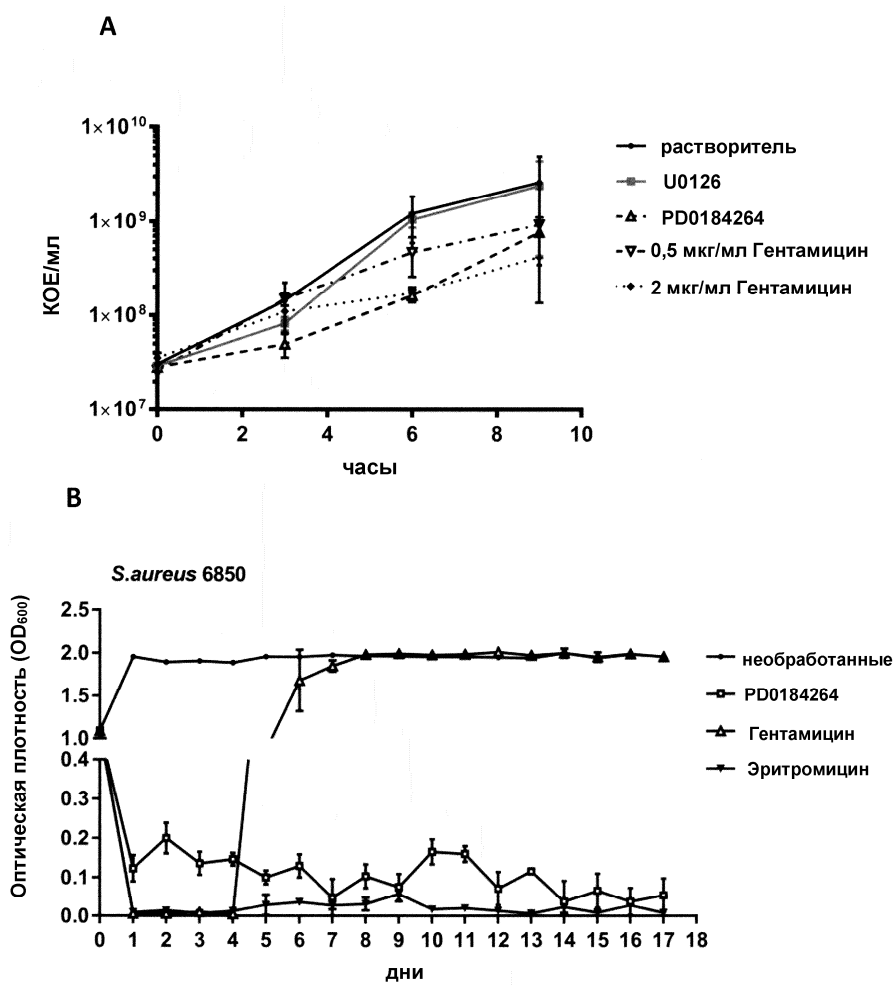 A
1×10¹⁰
1×10⁹
1×10⁸
1×10⁷
КОЕ/мл
0 2 4 6 8 10
часы
растворитель
U0126
PD0184264
0,5 мкг/мл Гентамицин
2 мкг/мл Гентамицин
B
S.aureus 6850
Оптическая плотность (OD₆₀₀)
2.5
2.0
1.5
1.0
0.4
0.3
0.2
0.1
0.0
0 1 2 3 4 5 6 7 8 9 10 11 12 13 14 15 16 17 18
дни
необработанные
PD0184264
Гентамицин
Эритромицин